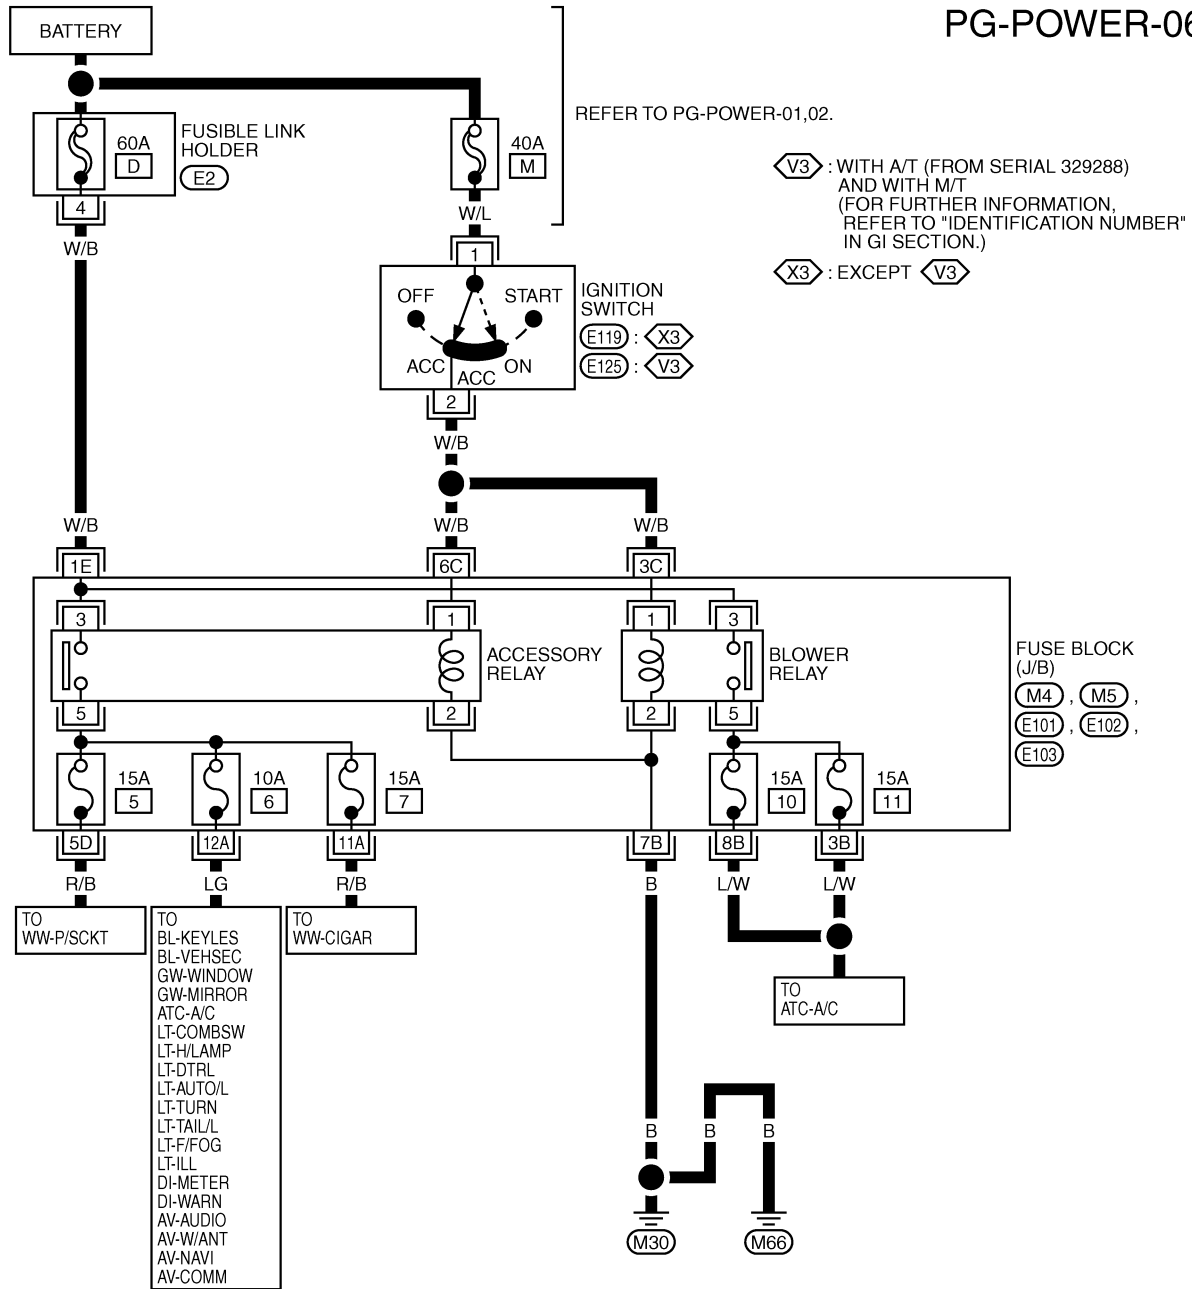 PG-POWER-06
BATTERY
REFER TO PG-POWER-01,02.
60A
D
FUSIBLE LINK
HOLDER
E2
40A
M
4
W/B
W/L
1
V3 : WITH A/T (FROM SERIAL 329288)
AND WITH M/T
(FOR FURTHER INFORMATION,
REFER TO "IDENTIFICATION NUMBER"
IN GI SECTION.)
X3 : EXCEPT V3
OFF
START
ACC
ACC
ON
IGNITION
SWITCH
E119 : X3
E125 : V3
2
W/B
W/B
W/B
W/B
1E
6C
3C
3
1
1
3
ACCESSORY
RELAY
BLOWER
RELAY
5
2
2
5
FUSE BLOCK
(J/B)
M4 , M5 ,
E101 , E102 ,
E103
15A
5
10A
6
15A
7
15A
10
15A
11
5D
12A
11A
7B
8B
3B
R/B
LG
R/B
B
L/W
L/W
TO
WW-P/SCKT
TO
BL-KEYLES
BL-VEHSEC
GW-WINDOW
GW-MIRROR
ATC-A/C
LT-COMBSW
LT-H/LAMP
LT-DTRL
LT-AUTO/L
LT-TURN
LT-TAIL/L
LT-F/FOG
LT-ILL
DI-METER
DI-WARN
AV-AUDIO
AV-W/ANT
AV-NAVI
AV-COMM
TO
WW-CIGAR
TO
ATC-A/C
B
B
B
M30
M66